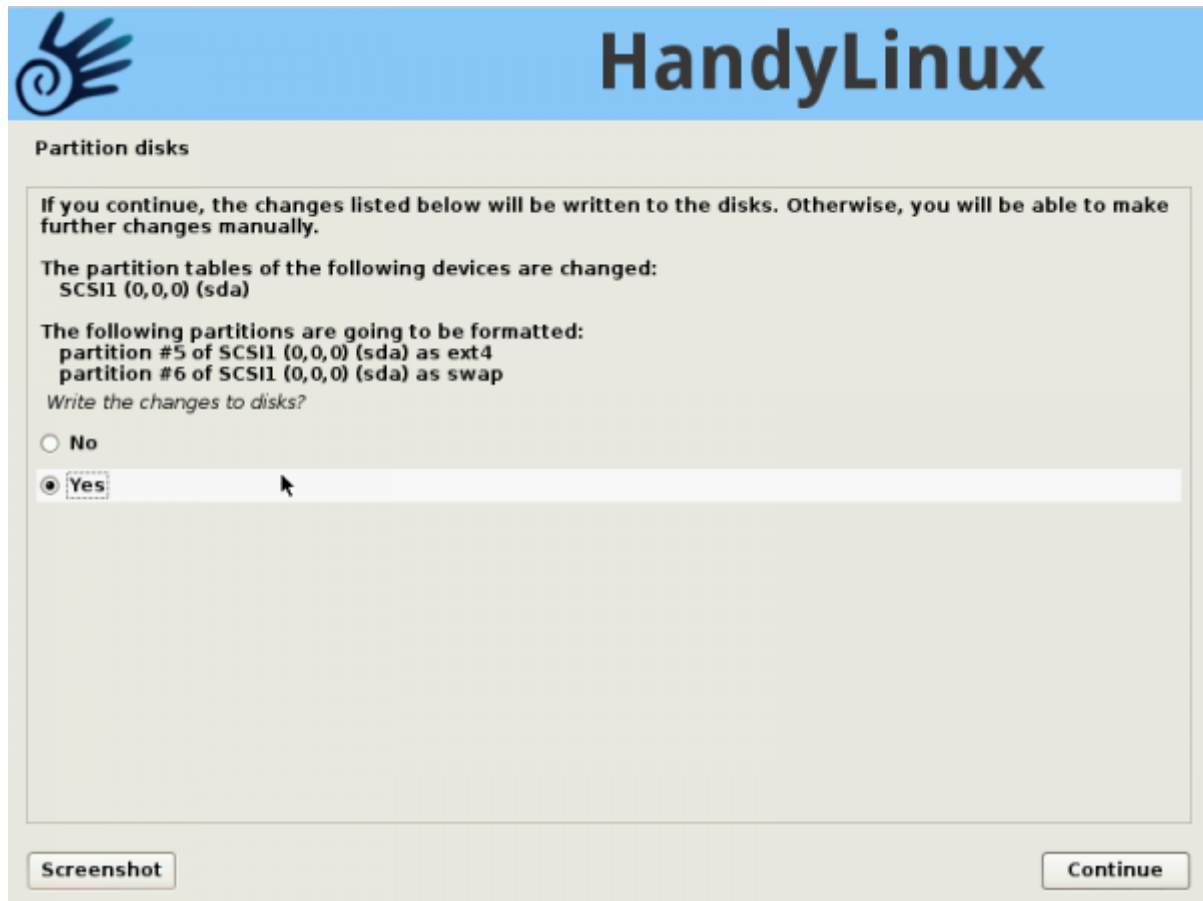 HandyLinux
Partition disks
If you continue, the changes listed below will be written to the disks. Otherwise, you will be able to make
further changes manually.
The partition tables of the following devices are changed:
SCSI1 (0,0,0) (sda)
The following partitions are going to be formatted:
partition #5 of SCSI1 (0,0,0) (sda) as ext4
partition #6 of SCSI1 (0,0,0) (sda) as swap
Write the changes to disks?
No
Yes
Screenshot
Continue